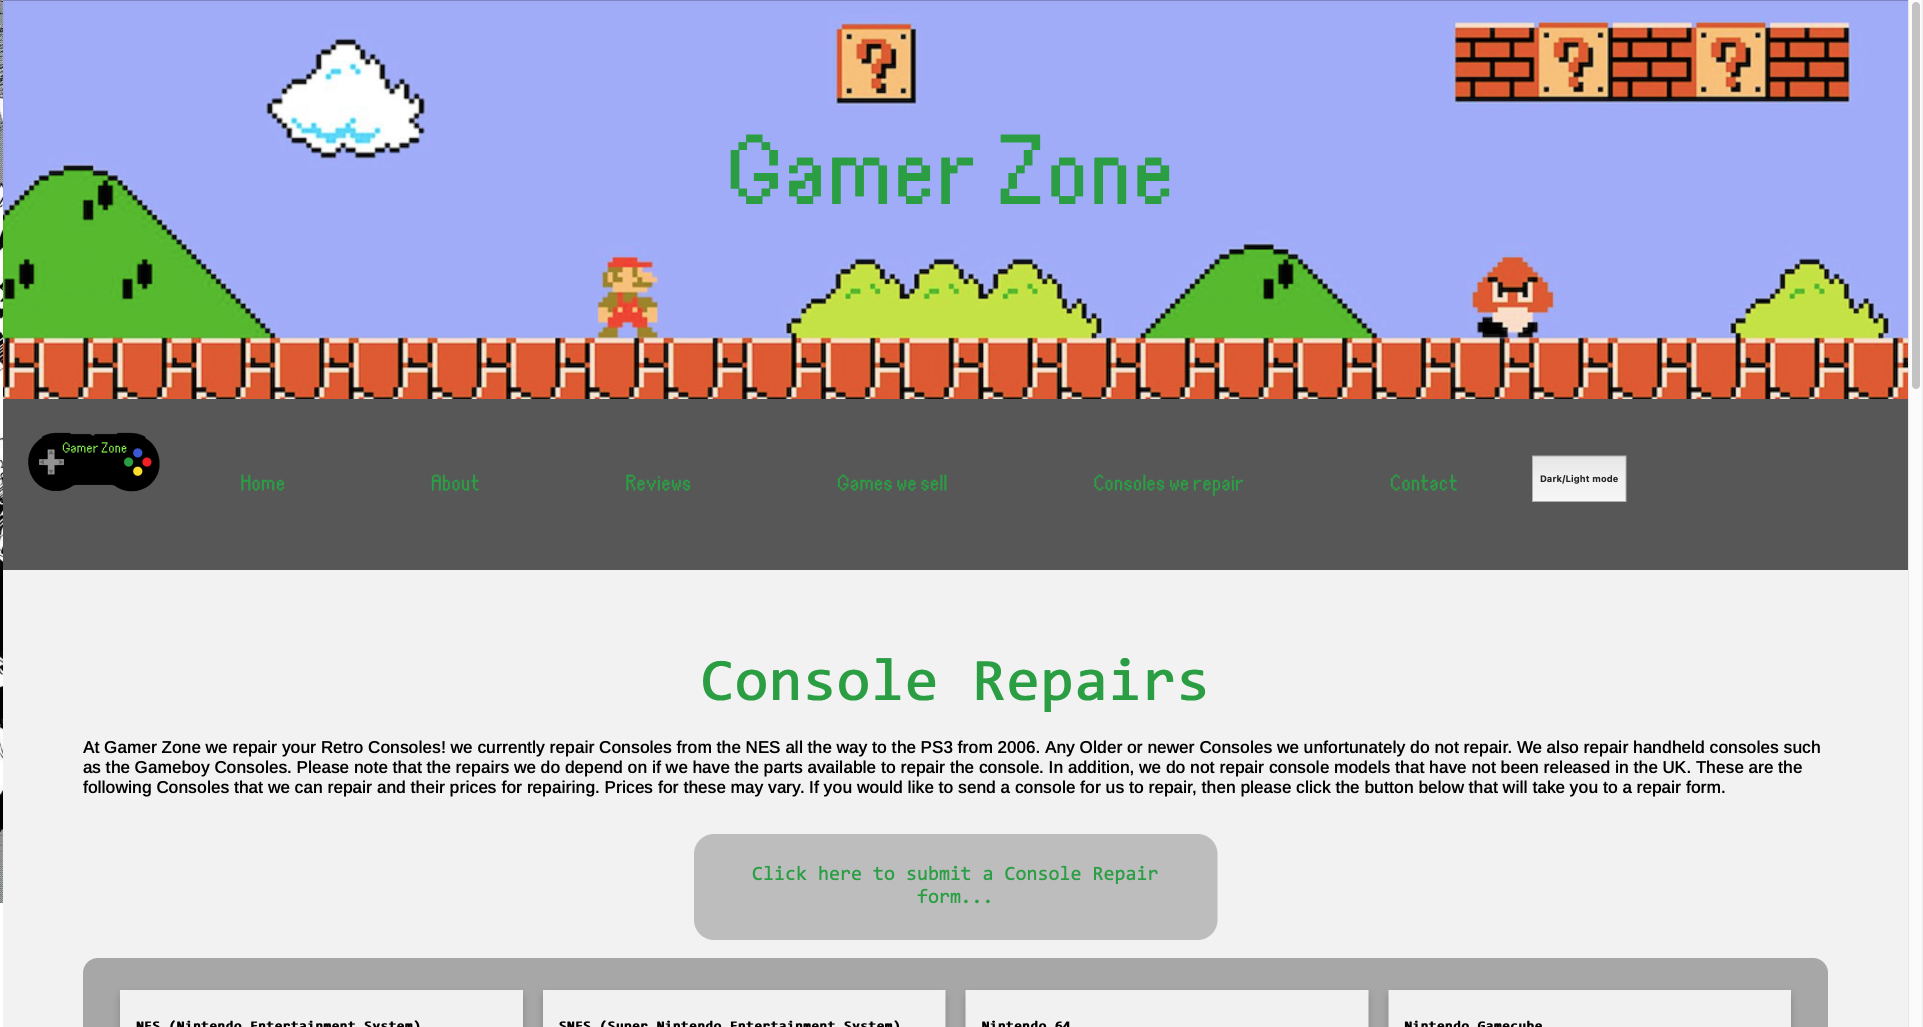 ?
? ?
Gamer Zone
Gamer Zone
Home About Reviews Games we sell Consoles we repair Contact Dark/Light mode
Console Repairs
At Gamer Zone we repair your Retro Consoles! we currently repair Consoles from the NES all the way to the PS3 from 2006. Any Older or newer Consoles we unfortunately do not repair. We also repair handheld consoles such
as the Gameboy Consoles. Please note that the repairs we do depend on if we have the parts available to repair the console. In addition, we do not repair console models that have not been released in the UK. These are the
following Consoles that we can repair and their prices for repairing. Prices for these may vary. If you would like to send a console for us to repair, then please click the button below that will take you to a repair form.
Click here to submit a Console Repair
form...
NES (Nintendo Entertainment System) SNES (Super Nintendo Entertainment System) Nintendo 64 Nintendo Gamecube